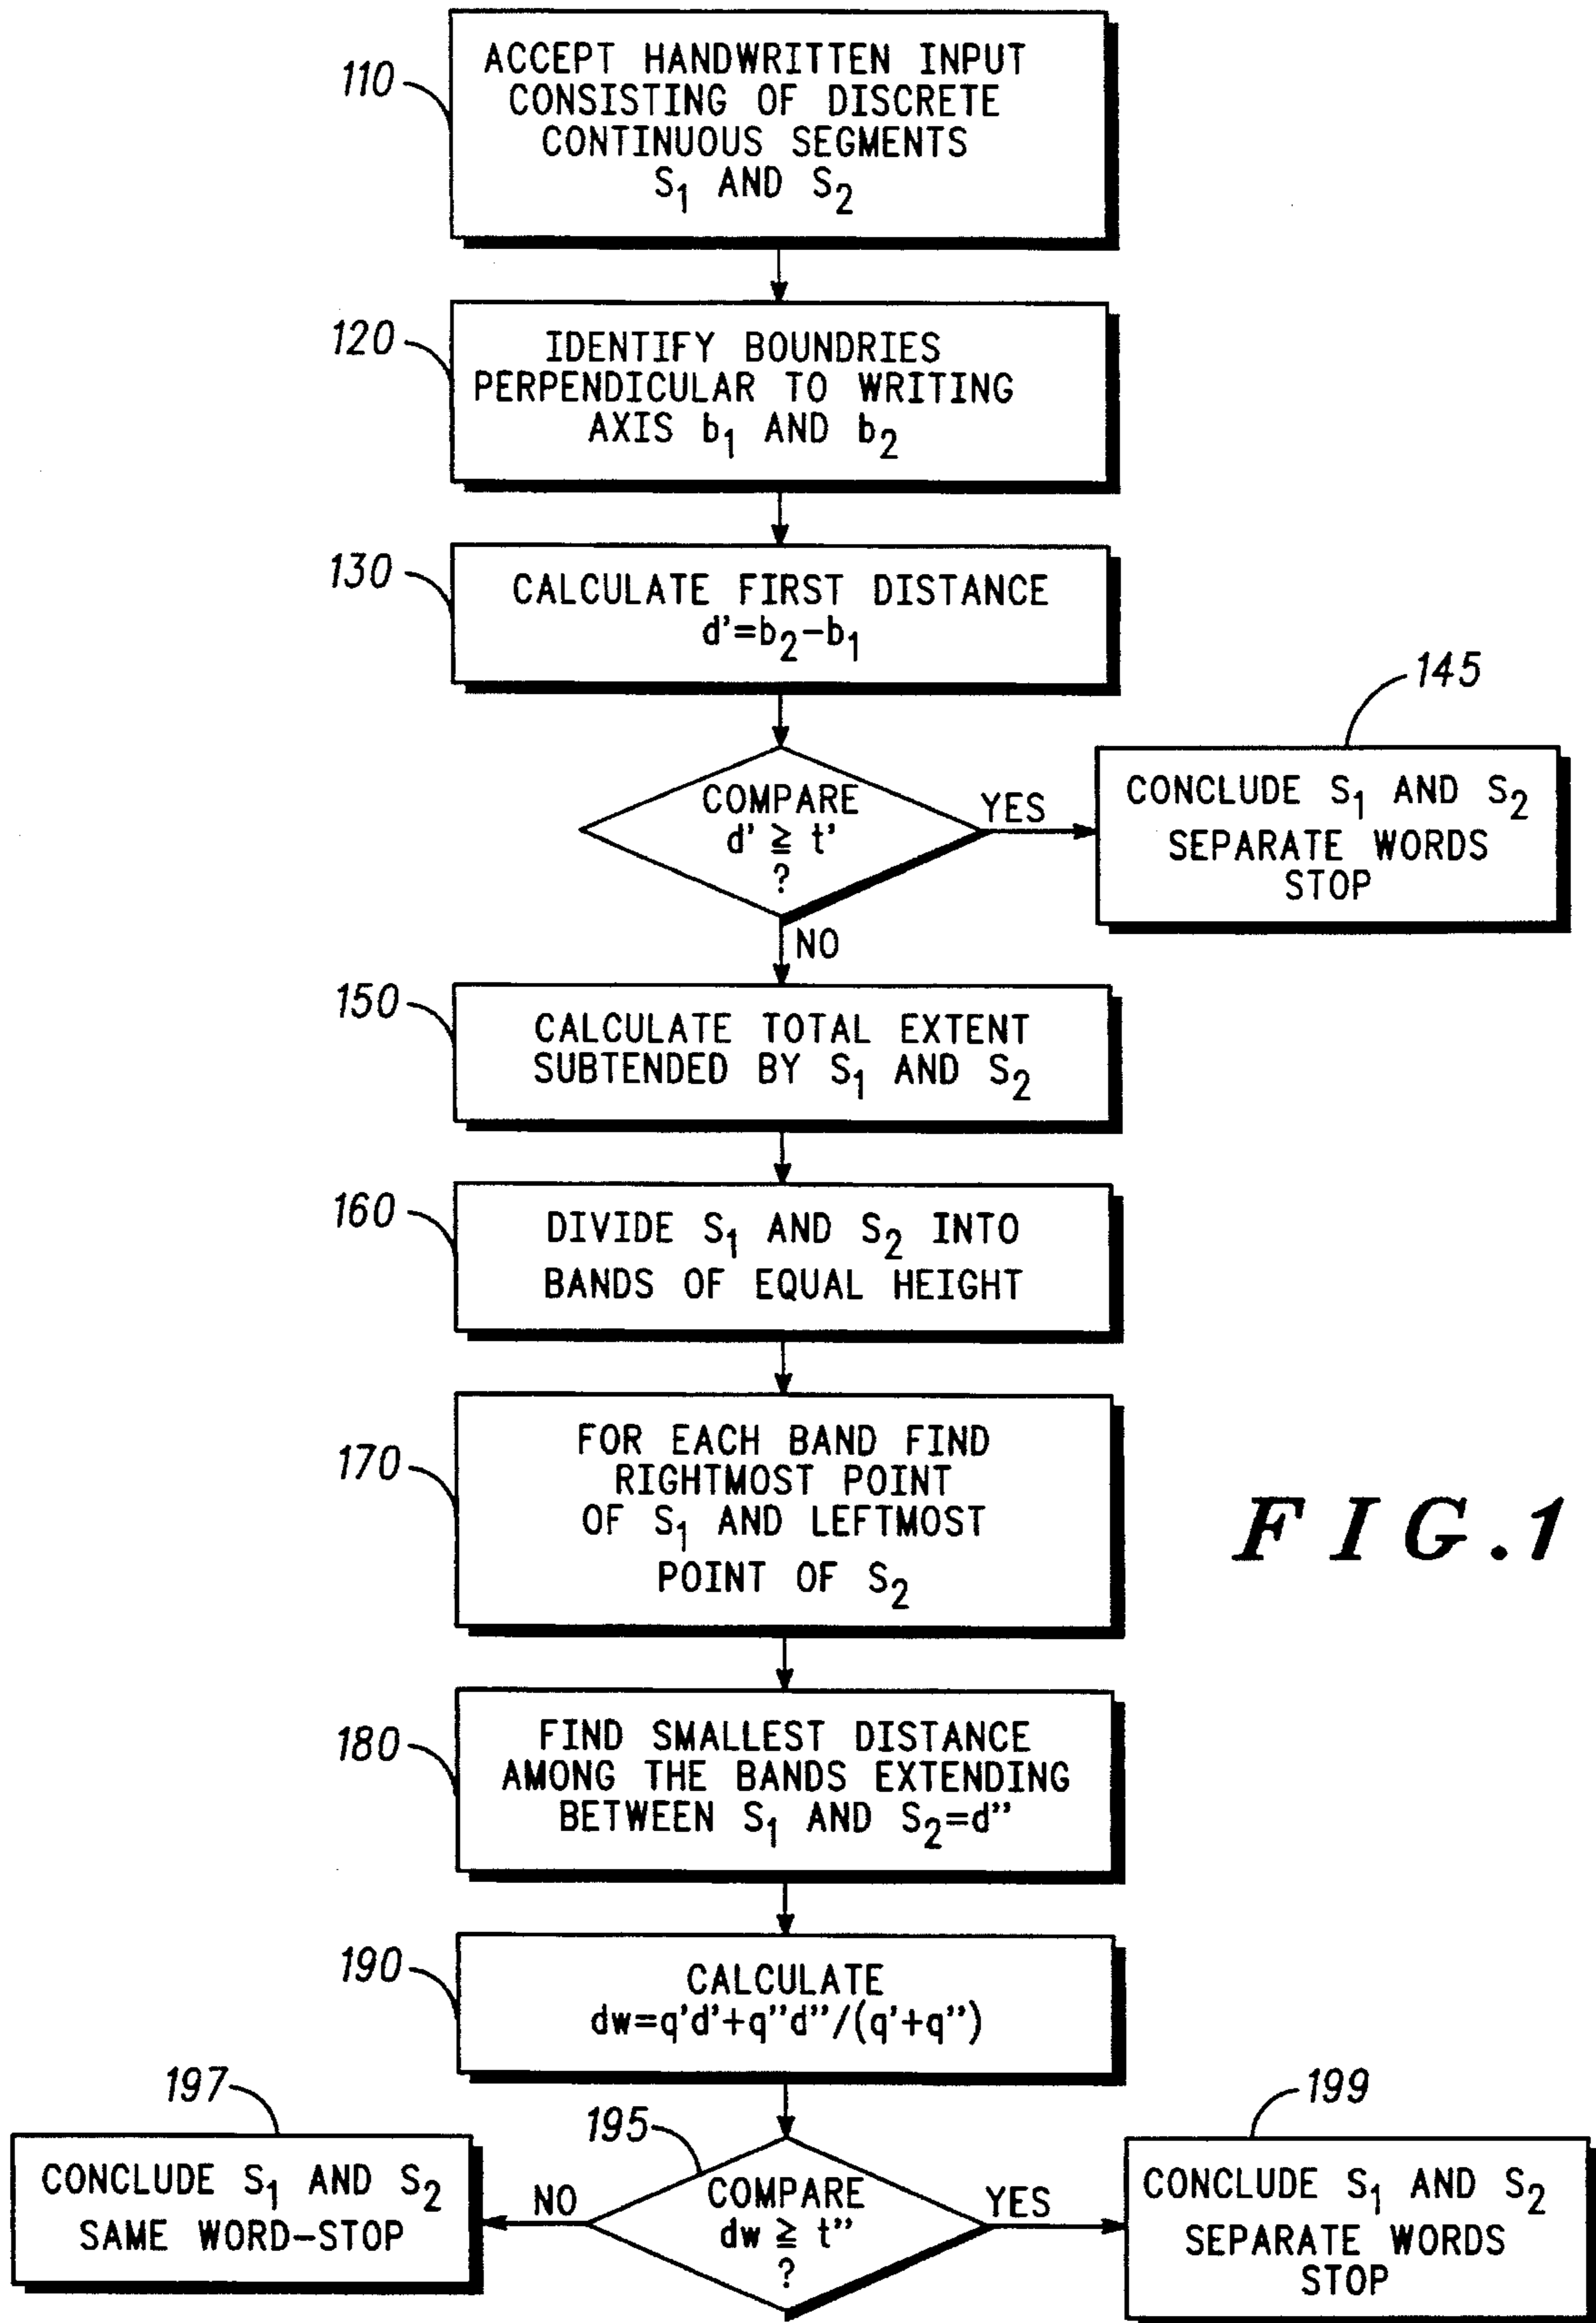 110
ACCEPT HANDWRITTEN INPUT
CONSISTING OF DISCRETE
CONTINUOUS SEGMENTS
S₁ AND S₂
120
IDENTIFY BOUNDRIES
PERPENDICULAR TO WRITING
AXIS b₁ AND b₂
130
CALCULATE FIRST DISTANCE
d'=b₂-b₁
COMPARE
d' ≧ t'
?
YES
145
CONCLUDE S₁ AND S₂
SEPARATE WORDS
STOP
NO
150
CALCULATE TOTAL EXTENT
SUBTENDED BY S₁ AND S₂
160
DIVIDE S₁ AND S₂ INTO
BANDS OF EQUAL HEIGHT
170
FOR EACH BAND FIND
RIGHTMOST POINT
OF S₁ AND LEFTMOST
POINT OF S₂
FIG.1
180
FIND SMALLEST DISTANCE
AMONG THE BANDS EXTENDING
BETWEEN S₁ AND S₂=d"
190
CALCULATE
dw=q'd'+q"d"/(q'+q")
195
COMPARE
dw ≧ t"
?
NO
197
CONCLUDE S₁ AND S₂
SAME WORD-STOP
YES
199
CONCLUDE S₁ AND S₂
SEPARATE WORDS
STOP